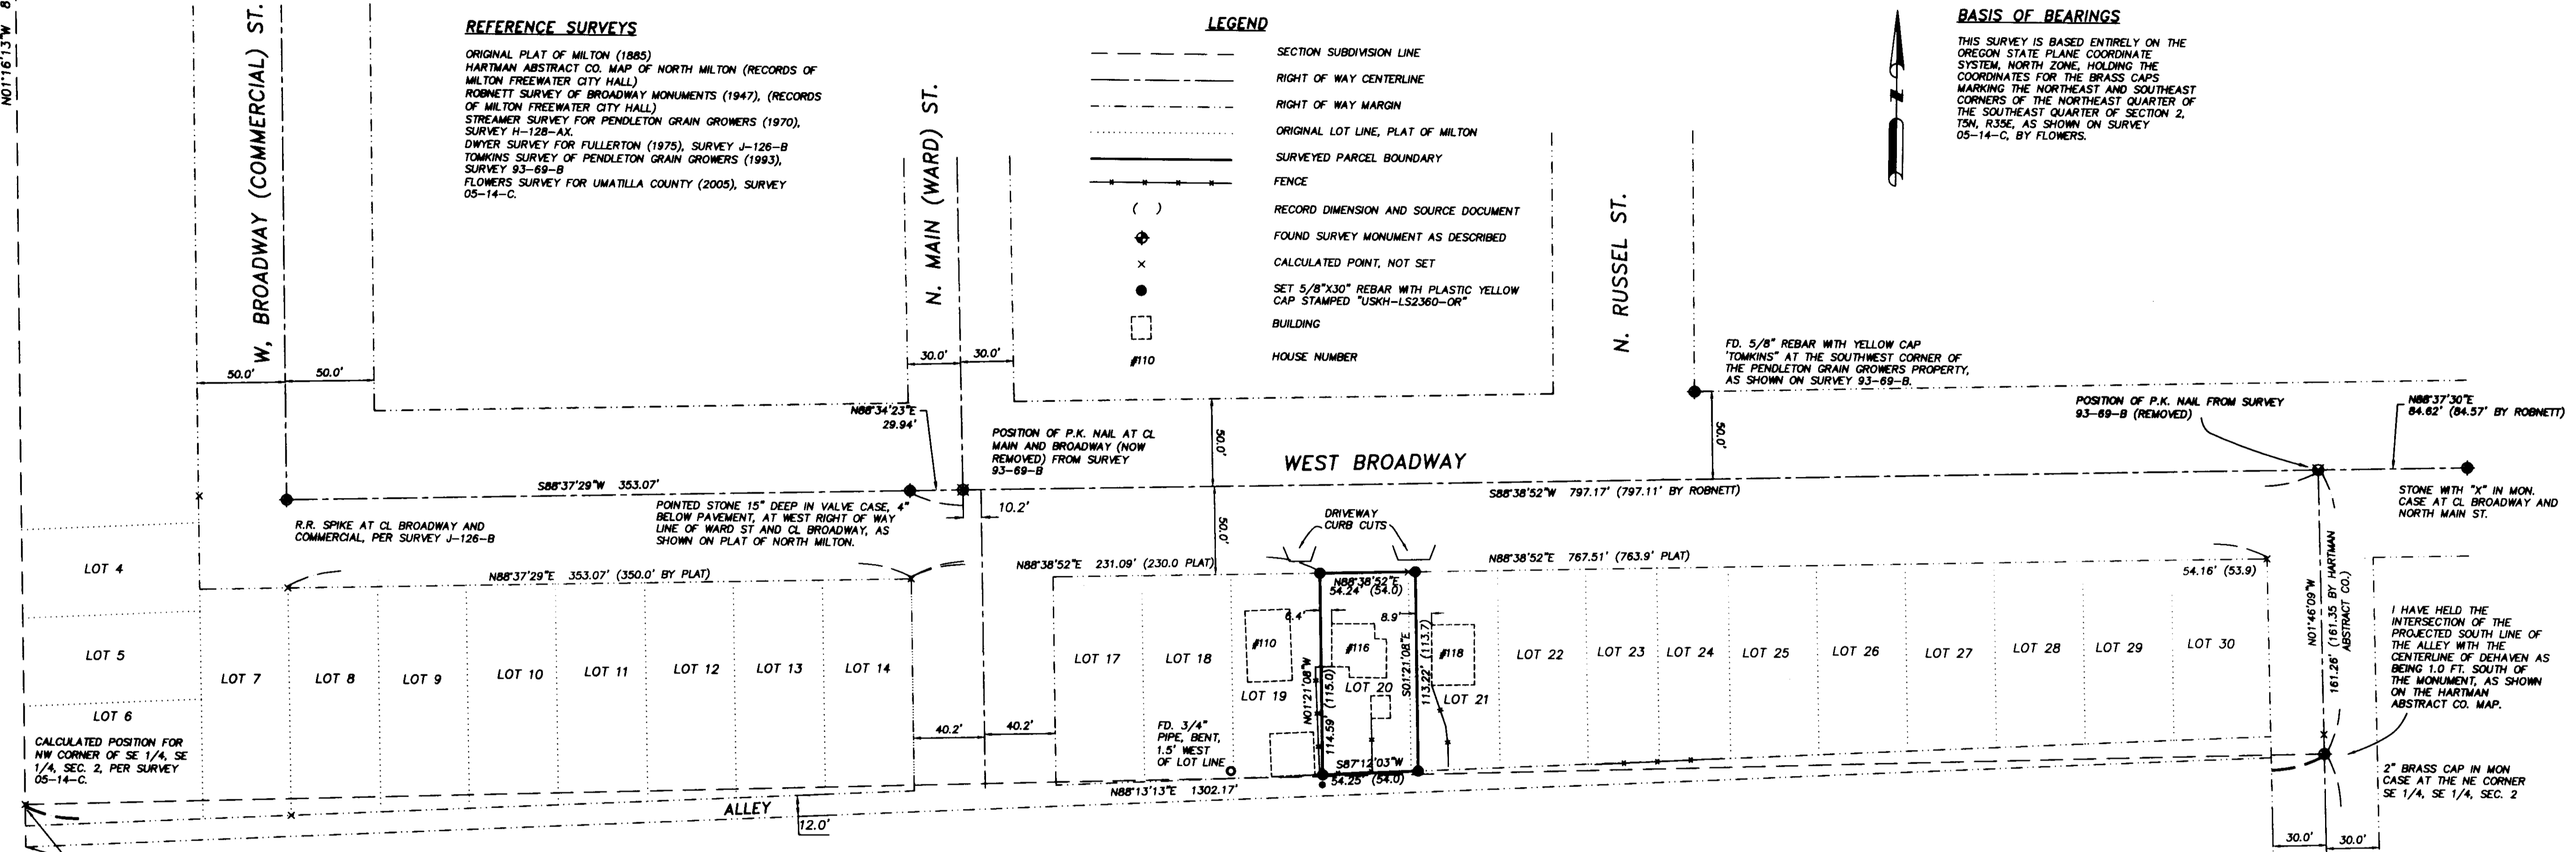 N01°16'13"W 8
W, BROADWAY (COMMERCIAL) ST.
REFERENCE SURVEYS
ORIGINAL PLAT OF MILTON (1885)
HARTMAN ABSTRACT CO. MAP OF NORTH MILTON (RECORDS OF
MILTON FREEWATER CITY HALL)
ROBNETT SURVEY OF BROADWAY MONUMENTS (1947), (RECORDS
OF MILTON FREEWATER CITY HALL)
STREAMER SURVEY FOR PENDLETON GRAIN GROWERS (1970),
SURVEY H-128-AX.
DWYER SURVEY FOR FULLERTON (1975), SURVEY J-126-B
TOMKINS SURVEY OF PENDLETON GRAIN GROWERS (1993),
SURVEY 93-69-B
FLOWERS SURVEY FOR UMATILLA COUNTY (2005), SURVEY
05-14-C.
N. MAIN (WARD) ST.
LEGEND
SECTION SUBDIVISION LINE
RIGHT OF WAY CENTERLINE
RIGHT OF WAY MARGIN
ORIGINAL LOT LINE, PLAT OF MILTON
SURVEYED PARCEL BOUNDARY
FENCE
( ) RECORD DIMENSION AND SOURCE DOCUMENT
FOUND SURVEY MONUMENT AS DESCRIBED
CALCULATED POINT, NOT SET
SET 5/8"X30" REBAR WITH PLASTIC YELLOW
CAP STAMPED "USKH-LS2360-OR"
BUILDING
#110 HOUSE NUMBER
N. RUSSEL ST.
N
BASIS OF BEARINGS
THIS SURVEY IS BASED ENTIRELY ON THE
OREGON STATE PLANE COORDINATE
SYSTEM, NORTH ZONE, HOLDING THE
COORDINATES FOR THE BRASS CAPS
MARKING THE NORTHEAST AND SOUTHEAST
CORNERS OF THE NORTHEAST QUARTER OF
THE SOUTHEAST QUARTER OF SECTION 2,
T5N, R35E, AS SHOWN ON SURVEY
05-14-C, BY FLOWERS.
50.0' 50.0'
30.0' 30.0'
FD. 5/8" REBAR WITH YELLOW CAP
'TOMKINS" AT THE SOUTHWEST CORNER OF
THE PENDLETON GRAIN GROWERS PROPERTY,
AS SHOWN ON SURVEY 93-69-B.
POSITION OF P.K. NAIL FROM SURVEY
93-69-B (REMOVED)
N88°37'30"E
84.62' (84.57' BY ROBNETT)
N88°34'23"E
29.94'
POSITION OF P.K. NAIL AT CL
MAIN AND BROADWAY (NOW
REMOVED) FROM SURVEY
93-69-B
50.0'
50.0'
50.0'
WEST BROADWAY
S88°37'29"W 353.07'
S88°38'52"W 797.17' (797.11' BY ROBNETT)
R.R. SPIKE AT CL BROADWAY AND
COMMERCIAL, PER SURVEY J-126-B
POINTED STONE 15" DEEP IN VALVE CASE, 4"
BELOW PAVEMENT, AT WEST RIGHT OF WAY
LINE OF WARD ST AND CL BROADWAY, AS
SHOWN ON PLAT OF NORTH MILTON.
10.2'
DRIVEWAY
CURB CUTS
STONE WITH "X" IN MON.
CASE AT CL BROADWAY AND
NORTH MAIN ST.
N88°37'29"E 353.07' (350.0' BY PLAT)
N88°38'52"E 231.09' (230.0 PLAT)
N88°38'52"E 767.51' (763.9' PLAT)
N88°38'52"E
54.24' (54.0)
54.16' (53.9)
N01°46'09"W
161.26' (161.35 BY HARTMAN
ABSTRACT CO.)
LOT 4
LOT 5
LOT 6
LOT 7
LOT 8
LOT 9
LOT 10
LOT 11
LOT 12
LOT 13
LOT 14
LOT 17
LOT 18
LOT 19
LOT 20
LOT 21
LOT 22
LOT 23
LOT 24
LOT 25
LOT 26
LOT 27
LOT 28
LOT 29
LOT 30
#110
#116
#118
6.4'
8.9'
N01°21'08"W
114.59' (115.0)
S01°21'08"E
113.22' (113.7)
I HAVE HELD THE
INTERSECTION OF THE
PROJECTED SOUTH LINE OF
THE ALLEY WITH THE
CENTERLINE OF DEHAVEN AS
BEING 1.0 FT. SOUTH OF
THE MONUMENT, AS SHOWN
ON THE HARTMAN
ABSTRACT CO. MAP.
CALCULATED POSITION FOR
NW CORNER OF SE 1/4, SE
1/4, SEC. 2, PER SURVEY
05-14-C.
40.2' 40.2'
FD. 3/4"
PIPE, BENT,
1.5' WEST
OF LOT LINE
S87°12'03"W
54.25' (54.0)
N88°13'13"E 1302.17'
ALLEY
12.0'
2" BRASS CAP IN MON
CASE AT THE NE CORNER
SE 1/4, SE 1/4, SEC. 2
30.0' 30.0'